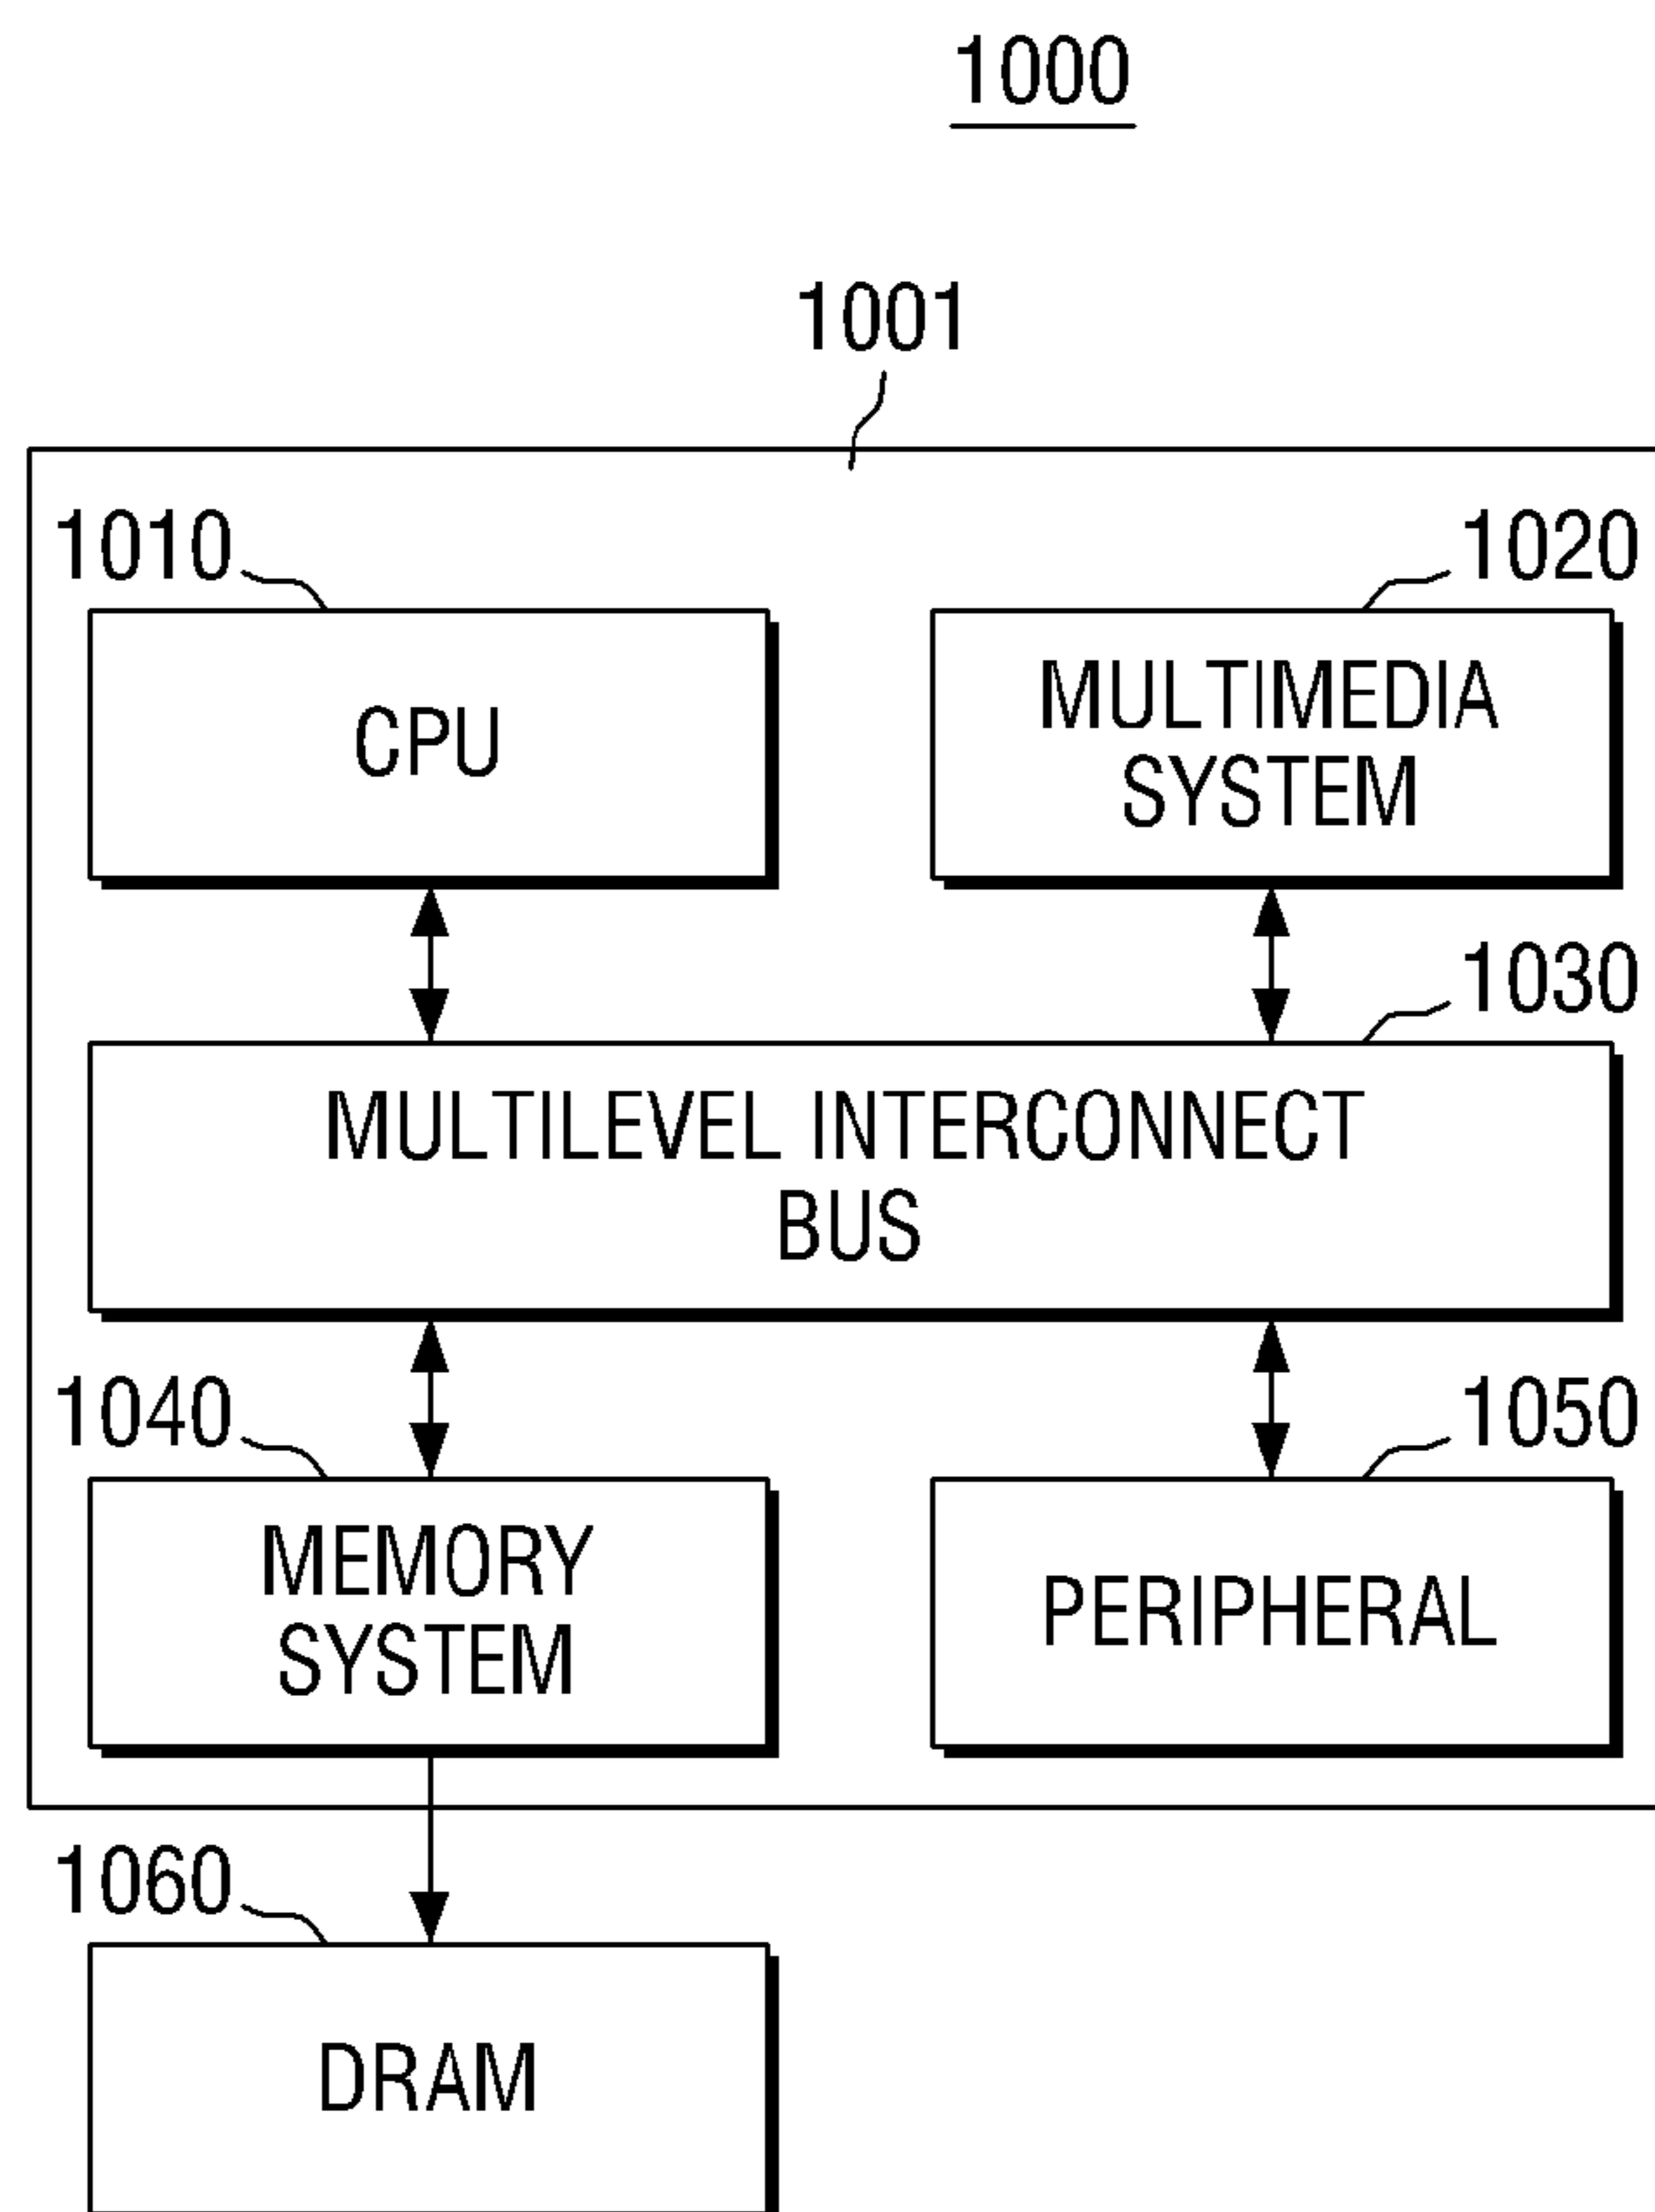 1000
1001
1010
1020
CPU
MULTIMEDIA
SYSTEM
1030
MULTILEVEL INTERCONNECT
BUS
1040
1050
MEMORY
SYSTEM
PERIPHERAL
1060
DRAM